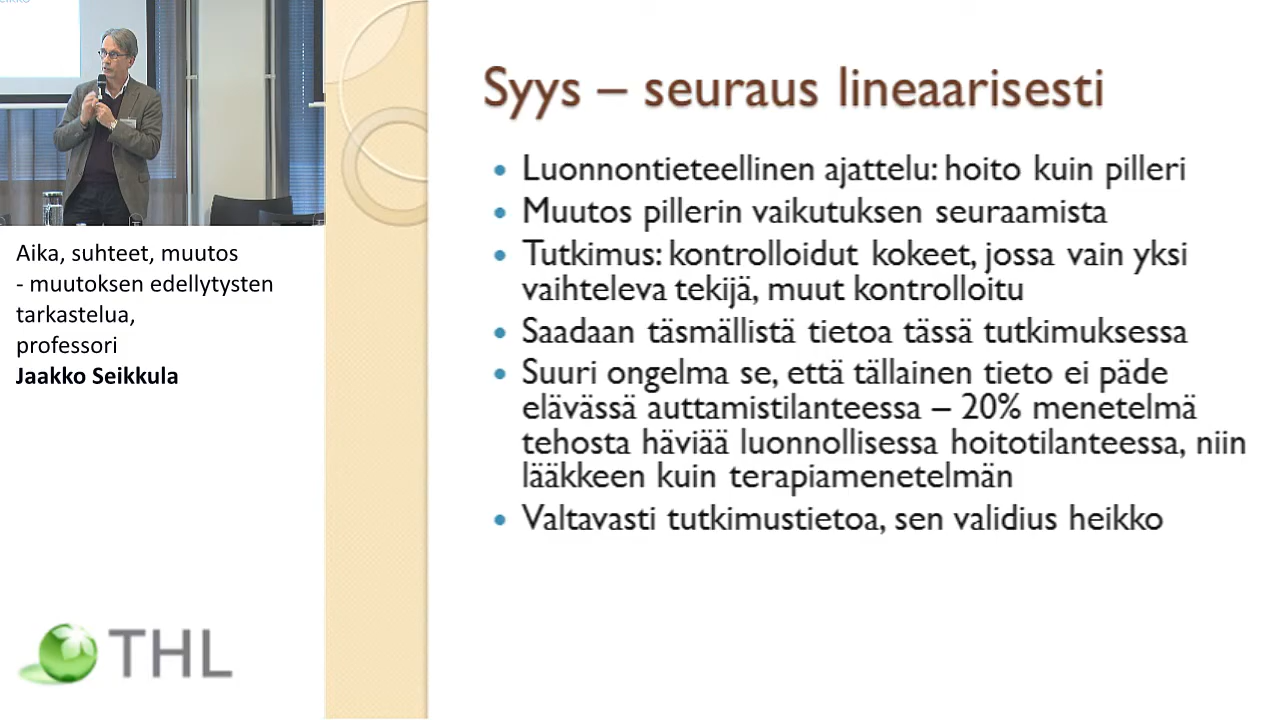 Aika, suhteet, muutos
- muutoksen edellytysten
tarkastelua,
professori
Jaakko Seikkula
THL
Syys – seuraus lineaarisesti
• Luonnontieteellinen ajattelu: hoito kuin pilleri
• Muutos pillerin vaikutuksen seuraamista
• Tutkimus: kontrolloidut kokeet, jossa vain yksi
vaihteleva tekijä, muut kontrolloitu
• Saadaan täsmällistä tietoa tässä tutkimuksessa
• Suuri ongelma se, että tällainen tieto ei päde
elävässä auttamistilanteessa – 20% menetelmä
tehosta häviää luonnollisessa hoitotilanteessa, niin
lääkkeen kuin terapiamenetelmän
• Valtavasti tutkimustietoa, sen validius heikko